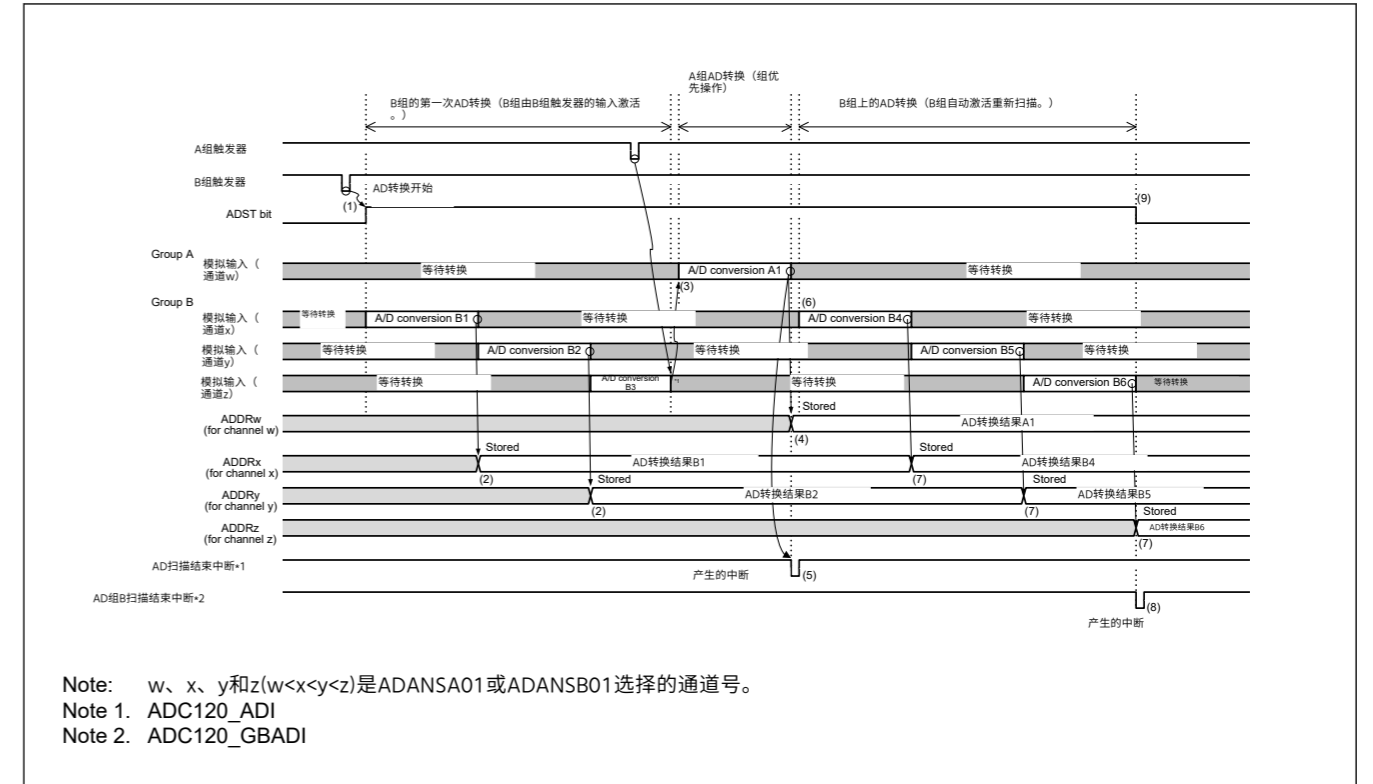 A组AD转换（组优
先操作）
B组的第一次AD转换（B组由B组触发器的输入激活
。）
B组上的AD转换（B组自动激活重新扫描。）
A组触发器
B组触发器
AD转换开始
(1)
(9)
ADST bit
Group A
模拟输入（
通道w）
等待转换
A/D conversion A1
等待转换
(3)
Group B
(6)
模拟输入（
通道x）
等待转换
A/D conversion B1
等待转换
A/D conversion B4
等待转换
模拟输入（
通道y）
等待转换
A/D conversion B2
等待转换
A/D conversion B5
等待转换
模拟输入（
通道z）
等待转换
A/D conversion
B3
等待转换
A/D conversion B6
等待转换
Stored
ADDRw
(for channel w)
AD转换结果A1
(4)
Stored
Stored
ADDRx
(for channel x)
AD转换结果B1
AD转换结果B4
(2)
(7)
Stored
Stored
ADDRy
(for channel y)
AD转换结果B2
AD转换结果B5
(2)
(7)
Stored
ADDRz
(for channel z)
AD转换结果B6
(7)
AD扫描结束中断*1
产生的中断
(5)
AD组B扫描结束中断*2
(8)
产生的中断
Note: w、x、y和z(w<x<y<z)是ADANSA01或ADANSB01选择的通道号。
Note 1. ADC120_ADI
Note 2. ADC120_GBADI